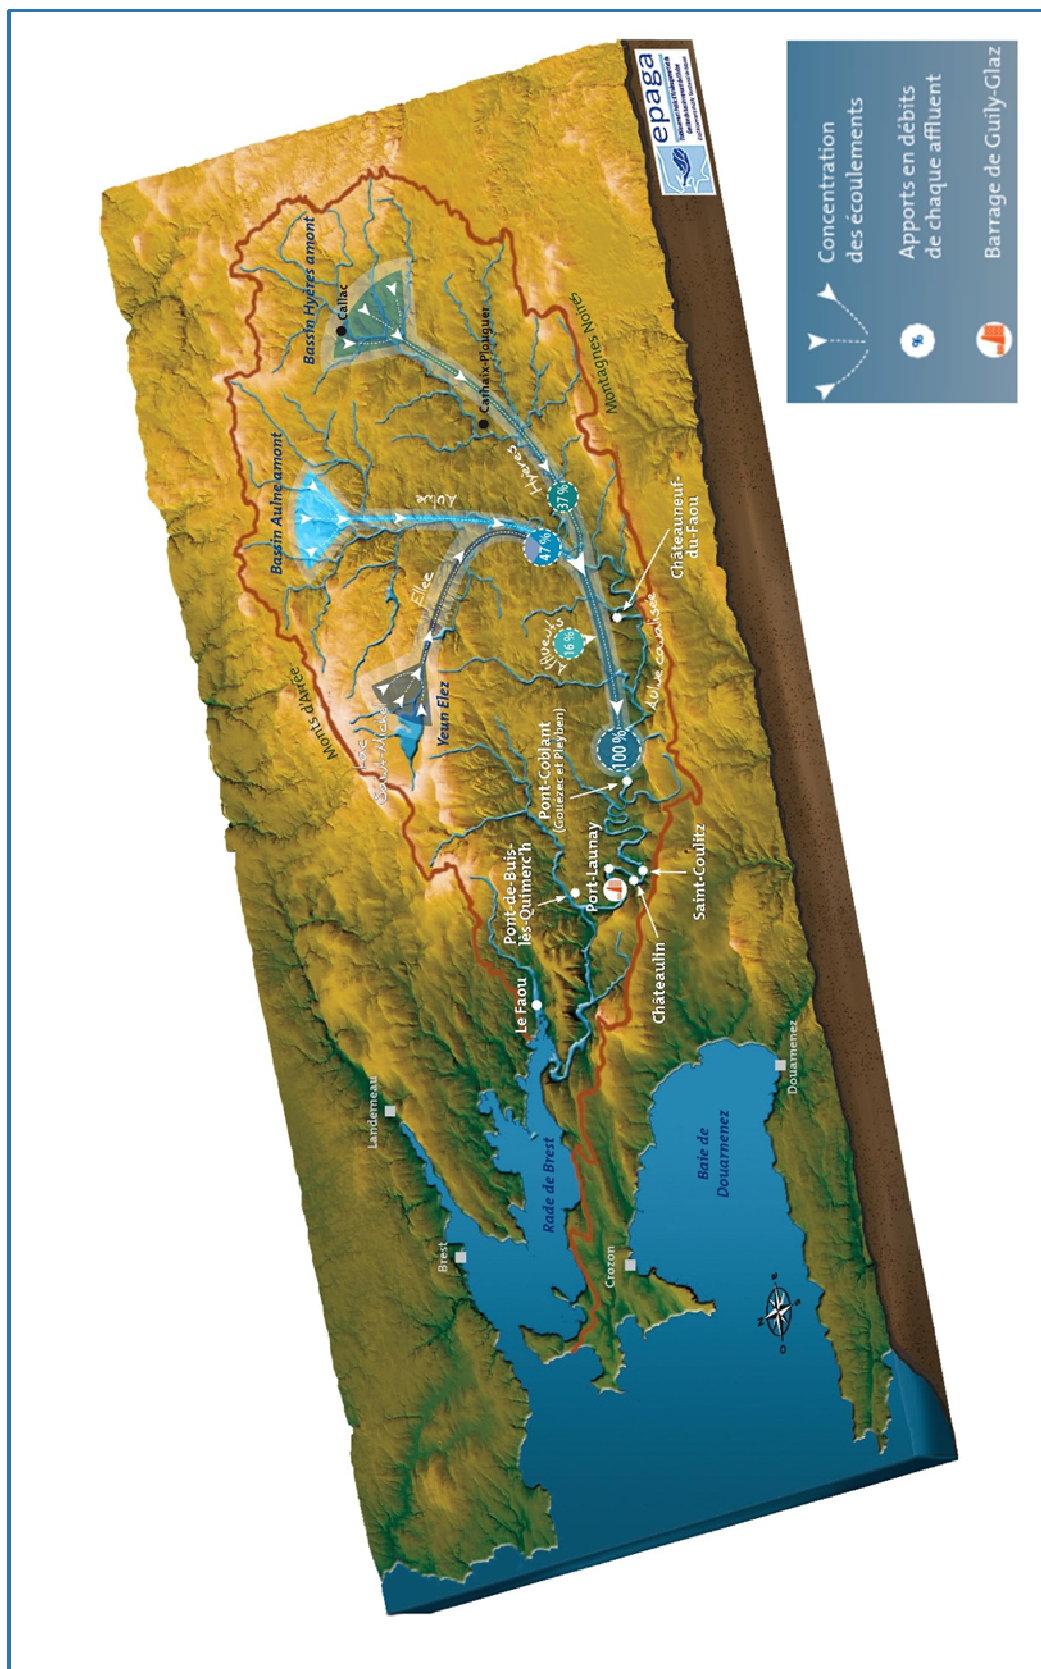 Monts d'Arrée
Bassin Aulne amont
Bassin Hyères amont
Callac
Carhaix-Plouguer
Montagnes Noires
Lac
Yeun Elez
Ellez
Aulne
Hyères
47 %
37 %
Affluents
16 %
100 %
Aulne canalisée
Châteauneuf-
du-Faou
Pont-Coblant
(Gouézec et Pleyben)
Pont-de-Buis-
lès-Quimerc'h
Port-Launay
Saint-Coulitz
Châteaulin
Le Faou
Landerneau
Brest
Rade de Brest
Crozon
Baie de
Douarnenez
Douarnenez
N
E
S
O
epaga
Concentration
des écoulements
%
Apports en débits
de chaque affluent
Barrage de Guily-Glaz